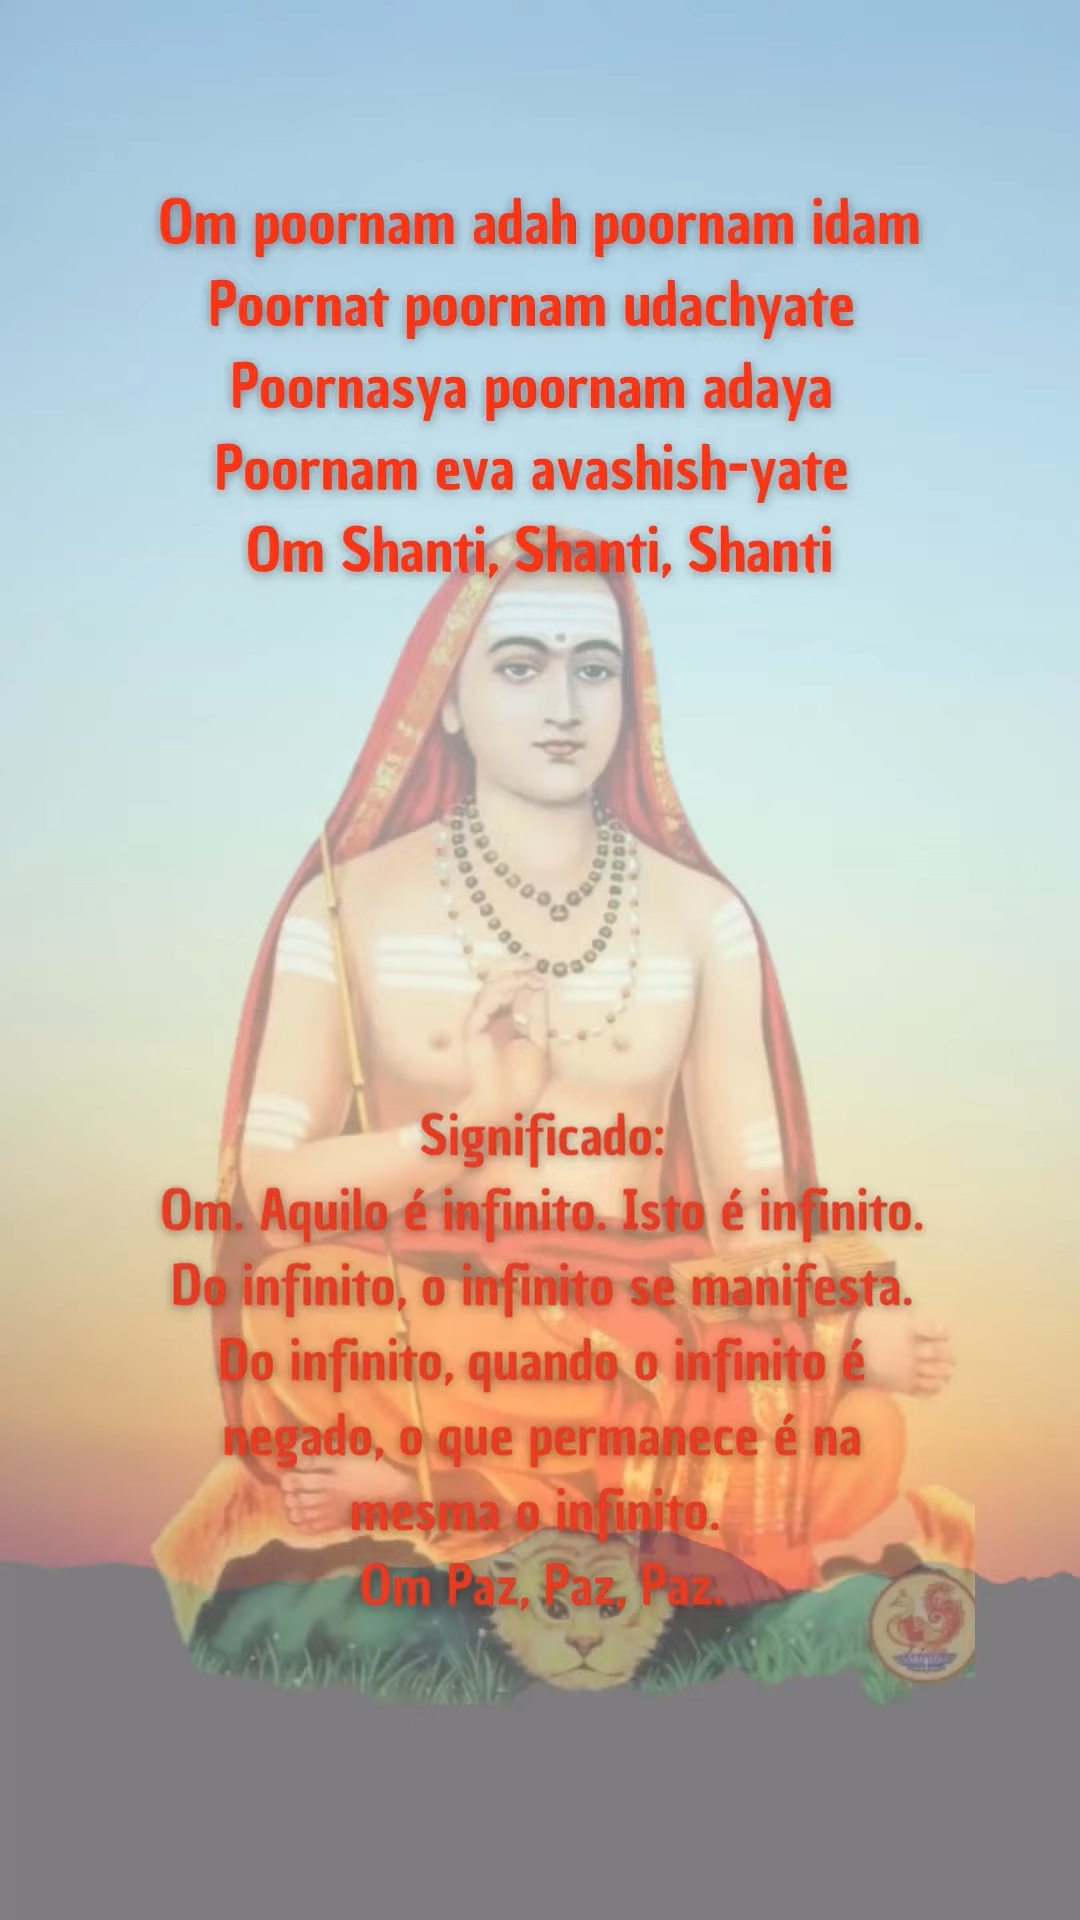 Om poornam adah poornam idam
Poornat poornam udachyate
Poornasya poornam adaya
Poornam eva avashish-yate
Om Shanti, Shanti, Shanti
Significado:
Om. Aquilo é infinito. Isto é infinito.
Do infinito, o infinito se manifesta.
Do infinito, quando o infinito é
negado, o que permanece é na
mesma o infinito.
Om Paz, Paz, Paz.